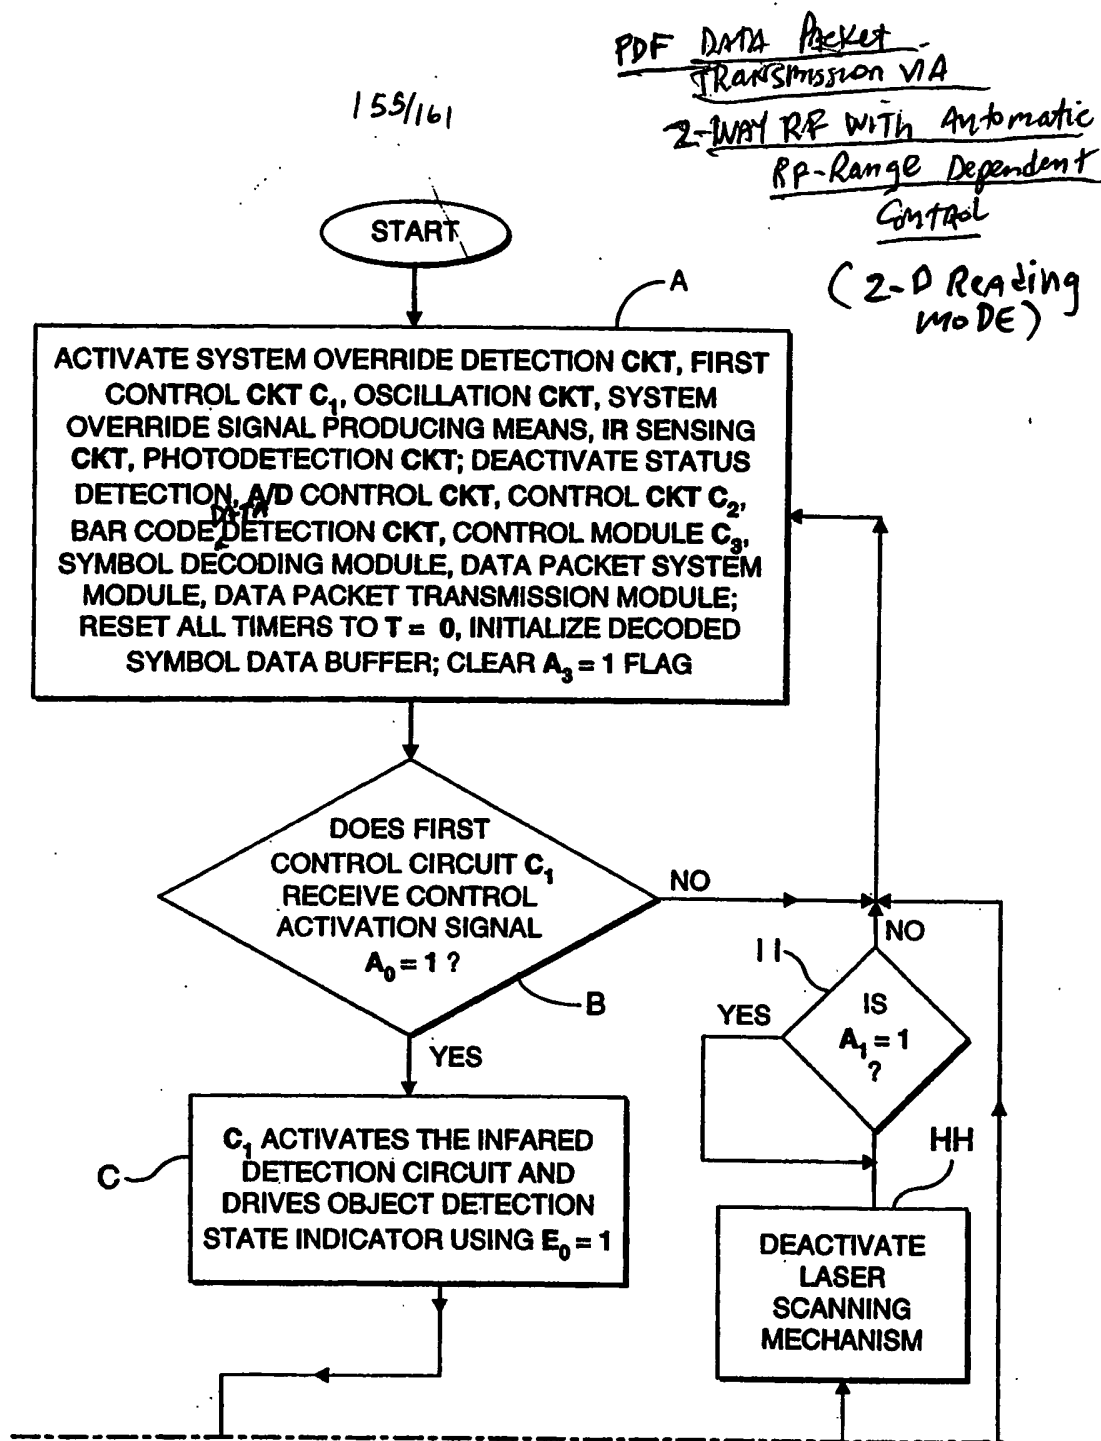 PDF DATA Packet
TRansmission VIA
2-WAY RF WITH Automatic
RF-Range Dependent
Control
(2-D Reading
MODE)
155/161
START
A
ACTIVATE SYSTEM OVERRIDE DETECTION CKT, FIRST
CONTROL CKT C₁, OSCILLATION CKT, SYSTEM
OVERRIDE SIGNAL PRODUCING MEANS, IR SENSING
CKT, PHOTODETECTION CKT; DEACTIVATE STATUS
DETECTION, A/D CONTROL CKT, CONTROL CKT C₂,
DATA
BAR CODE DETECTION CKT, CONTROL MODULE C₃,
SYMBOL DECODING MODULE, DATA PACKET SYSTEM
MODULE, DATA PACKET TRANSMISSION MODULE;
RESET ALL TIMERS TO T = 0, INITIALIZE DECODED
SYMBOL DATA BUFFER; CLEAR A₃ = 1 FLAG
DOES FIRST
CONTROL CIRCUIT C₁
RECEIVE CONTROL
ACTIVATION SIGNAL
A₀ = 1 ?
NO
B
YES
NO
II
IS
A₁ = 1
?
YES
C
C₁ ACTIVATES THE INFARED
DETECTION CIRCUIT AND
DRIVES OBJECT DETECTION
STATE INDICATOR USING E₀ = 1
HH
DEACTIVATE
LASER
SCANNING
MECHANISM